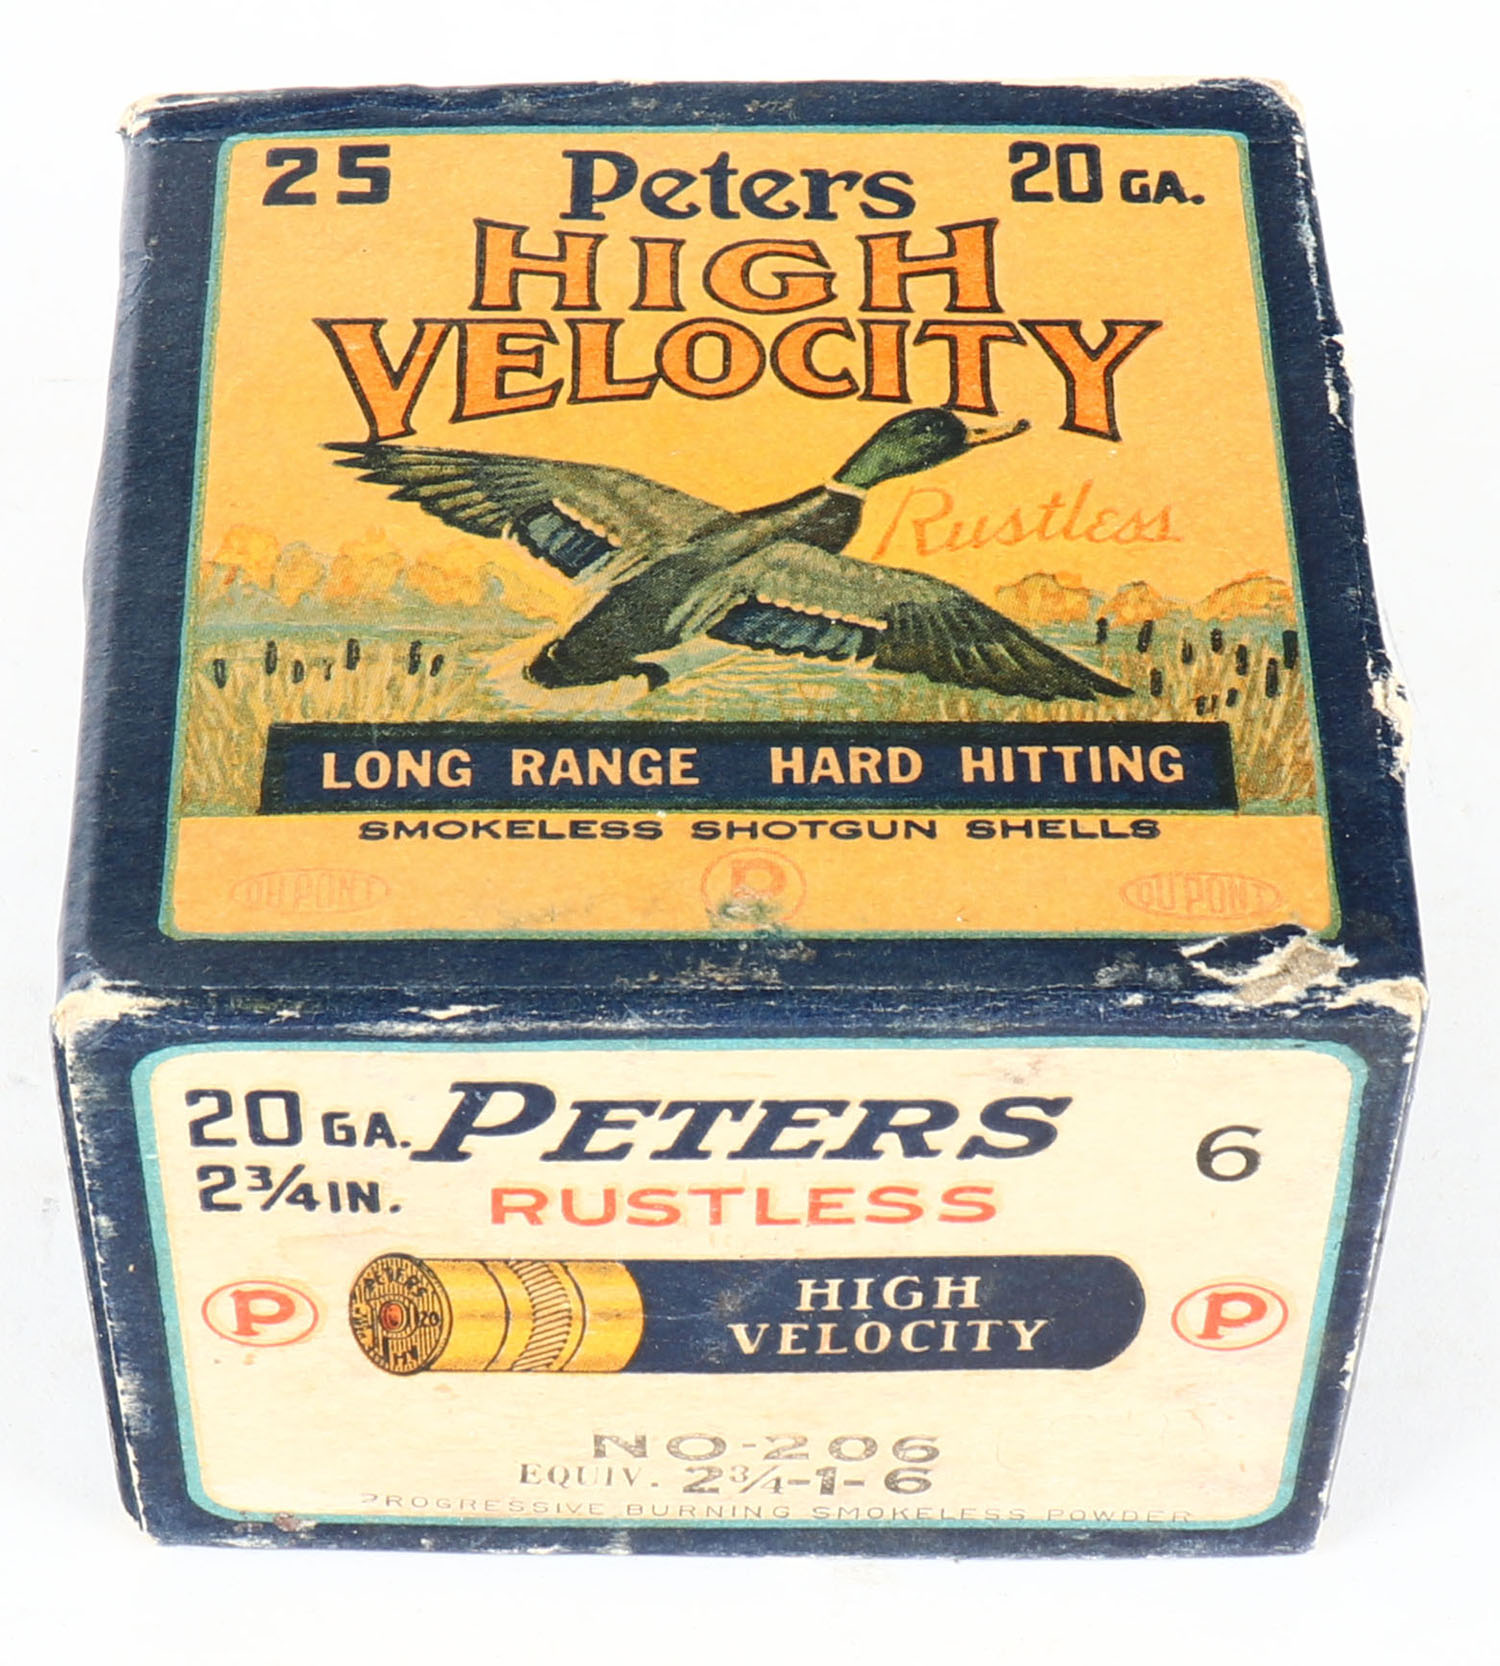 25 Peters 20 GA.
HIGH
VELOCITY
Rustless
LONG RANGE HARD HITTING
SMOKELESS SHOTGUN SHELLS
DU PONT P DU PONT
20 GA. PETERS 6
2¾ IN. RUSTLESS
PETERS
20
HIGH
VELOCITY
P P
NO-206
EQUIV. 2¾-1-6
PROGRESSIVE BURNING SMOKELESS POWDER